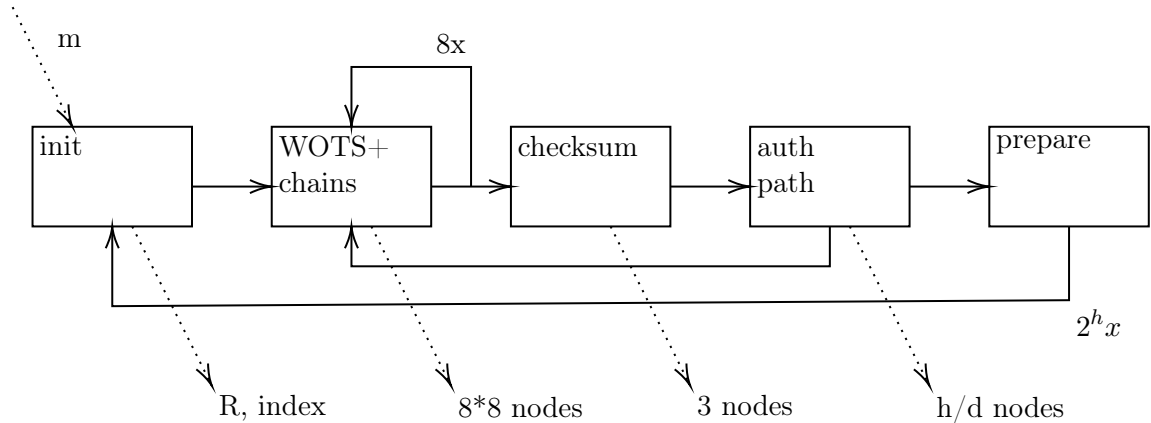 m
8x
init
WOTS+
chains
checksum
auth
path
prepare
2^h x
R, index
8*8 nodes
3 nodes
h/d nodes